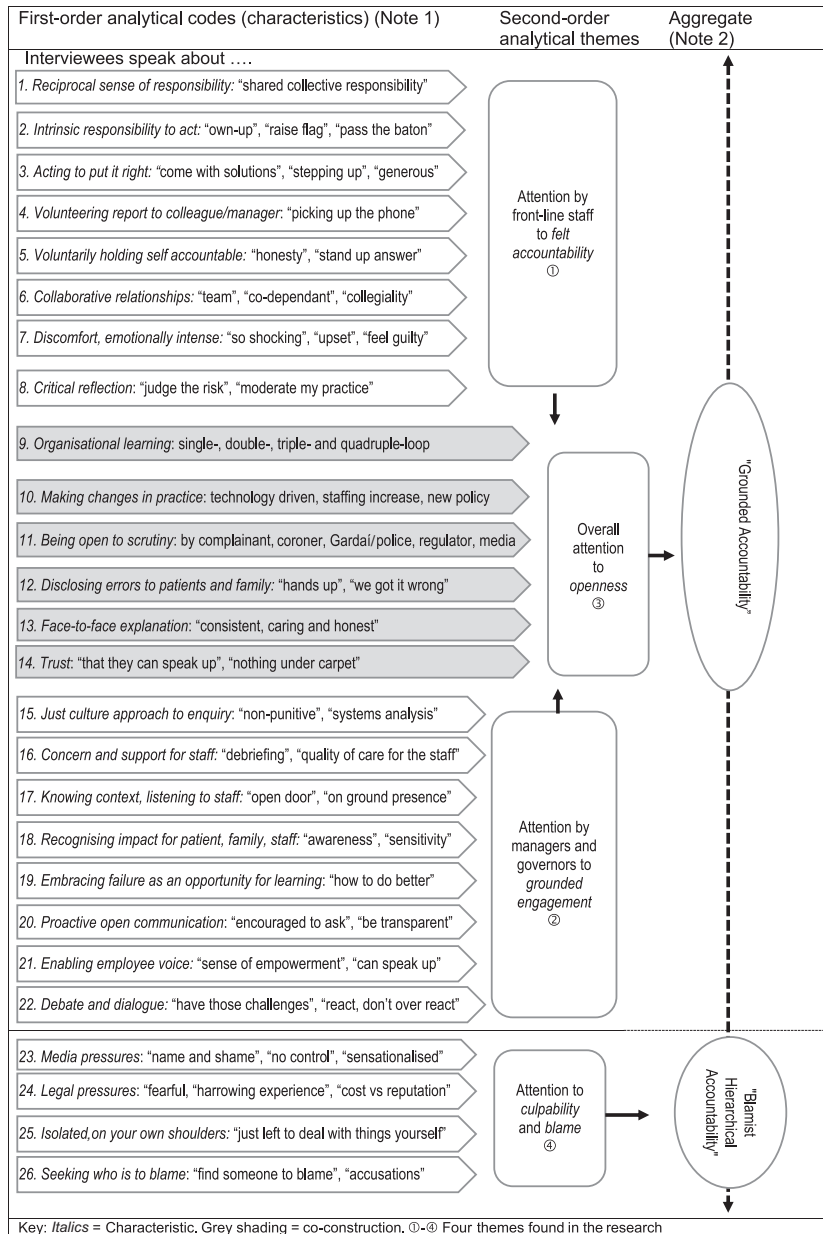 First-order analytical codes (characteristics) (Note 1)
Second-order
analytical themes
Aggregate
(Note 2)
Interviewees speak about ….
1. Reciprocal sense of responsibility: “shared collective responsibility”
2. Intrinsic responsibility to act: “own-up”, “raise flag”, “pass the baton”
3. Acting to put it right: “come with solutions”, “stepping up”, “generous”
4. Volunteering report to colleague/manager: “picking up the phone”
5. Voluntarily holding self accountable: “honesty”, “stand up answer”
6. Collaborative relationships: “team”, “co-dependant”, “collegiality”
7. Discomfort, emotionally intense: “so shocking”, “upset”, “feel guilty”
8. Critical reflection: “judge the risk”, “moderate my practice”
Attention by
front-line staff
to felt
accountability
①
9. Organisational learning: single-, double-, triple- and quadruple-loop
10. Making changes in practice: technology driven, staffing increase, new policy
11. Being open to scrutiny: by complainant, coroner, Gardaí/police, regulator, media
12. Disclosing errors to patients and family: “hands up”, “we got it wrong”
13. Face-to-face explanation: “consistent, caring and honest”
14. Trust: “that they can speak up”, “nothing under carpet”
Overall
attention
to
openness
③
"Grounded Accountability"
15. Just culture approach to enquiry: “non-punitive”, “systems analysis”
16. Concern and support for staff: “debriefing”, “quality of care for the staff”
17. Knowing context, listening to staff: “open door”, “on ground presence”
18. Recognising impact for patient, family, staff: “awareness”, “sensitivity”
19. Embracing failure as an opportunity for learning: “how to do better”
20. Proactive open communication: “encouraged to ask”, “be transparent”
21. Enabling employee voice: “sense of empowerment”, “can speak up”
22. Debate and dialogue: “have those challenges”, “react, don’t over react”
Attention by
managers and
governors to
grounded
engagement
②
23. Media pressures: “name and shame”, “no control”, “sensationalised”
24. Legal pressures: “fearful, “harrowing experience”, “cost vs reputation”
25. Isolated,on your own shoulders: “just left to deal with things yourself”
26. Seeking who is to blame: “find someone to blame”, “accusations”
Attention to
culpability
and blame
④
"Blamist
Hierarchical
Accountability"
Key: Italics = Characteristic, Grey shading = co-construction, ①-④ Four themes found in the research